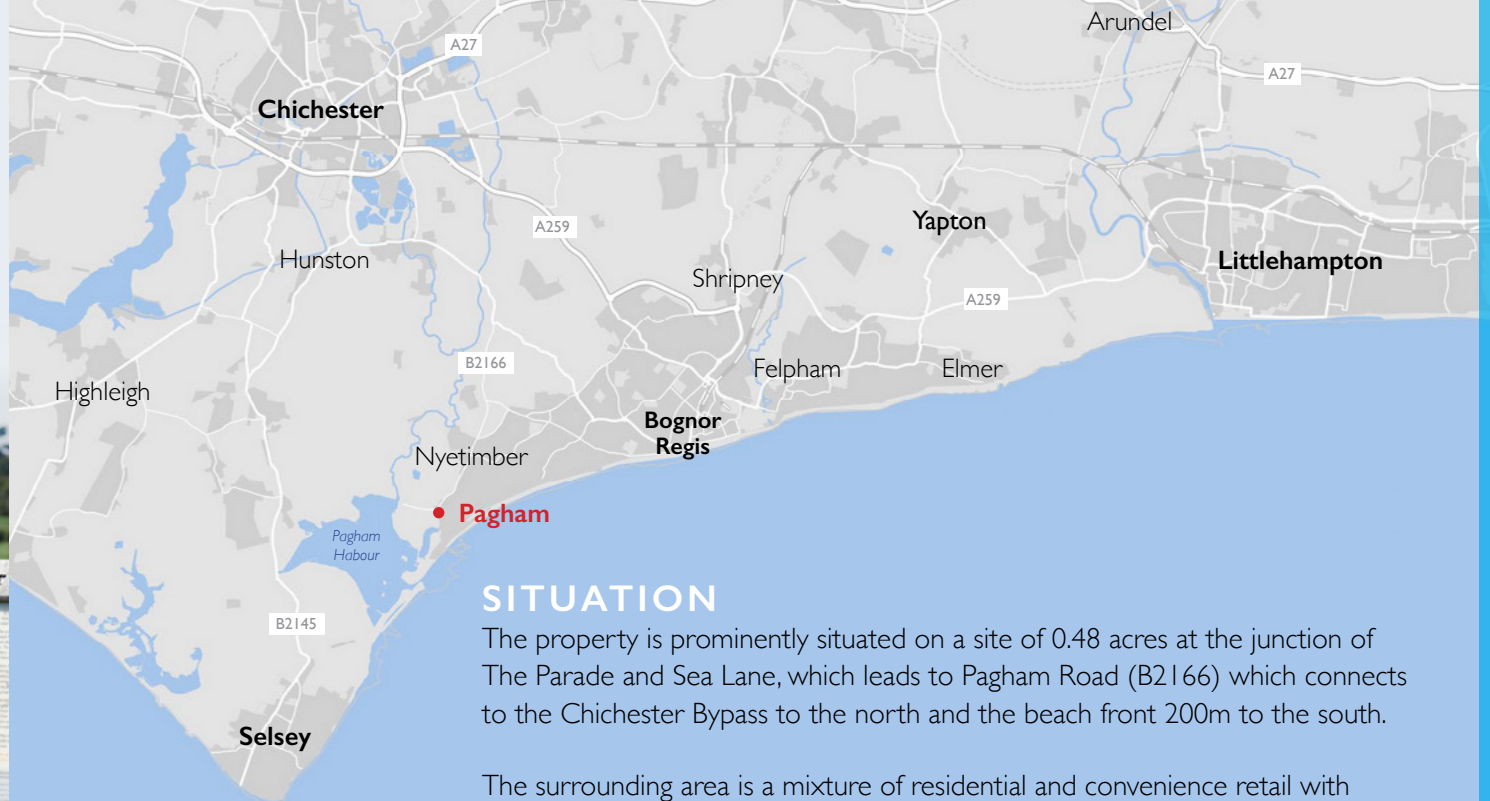 Arundel
A27
A27
Chichester
A259
Yapton
Hunston
Littlehampton
Shripney
A259
B2166
Felpham
Elmer
Highleigh
Bognor
Regis
Nyetimber
Pagham
Pagham
Habour
B2145
Selsey
SITUATION
The property is prominently situated on a site of 0.48 acres at the junction of
The Parade and Sea Lane, which leads to Pagham Road (B2166) which connects
to the Chichester Bypass to the north and the beach front 200m to the south.
The surrounding area is a mixture of residential and convenience retail with